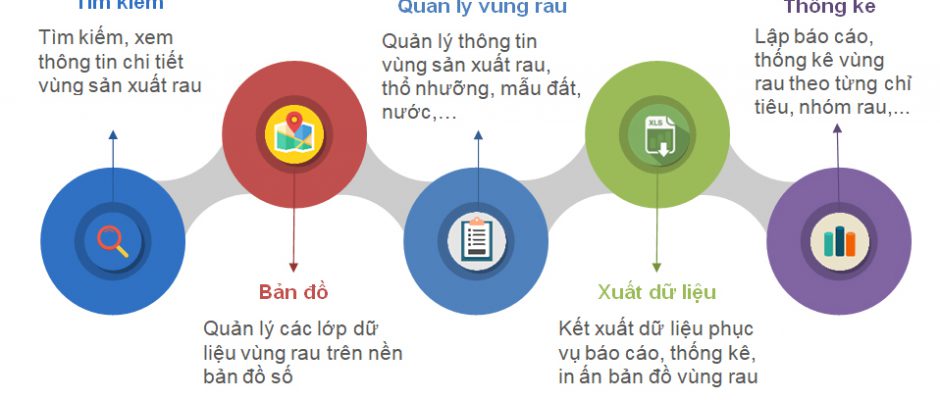 Tìm kiếm
Tìm kiếm, xem
thông tin chi tiết
vùng sản xuất rau
Quản lý vùng rau
Quản lý thông tin
vùng sản xuất rau,
thổ nhưỡng, mẫu đất,
nước,…
Thống kê
Lập báo cáo,
thống kê vùng
rau theo từng chỉ
tiêu, nhóm rau,...
XLS
Bản đồ
Quản lý các lớp dữ
liệu vùng rau trên nền
bản đồ số
Xuất dữ liệu
Kết xuất dữ liệu phục
vụ báo cáo, thống kê,
in ấn bản đồ vùng rau